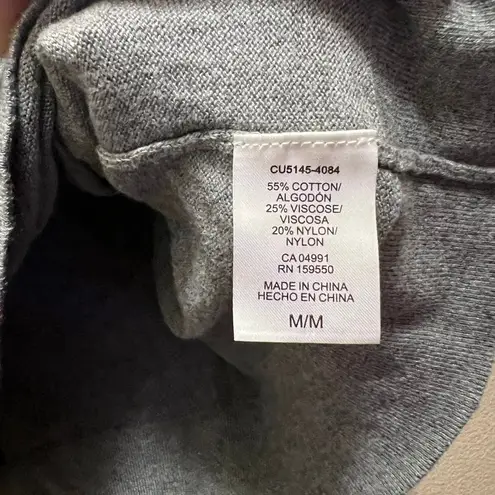 CU5145-4084
55% COTTON/
ALGODÓN
25% VISCOSE/
VISCOSA
20% NYLON/
NYLON
CA 04991
RN 159550
MADE IN CHINA
HECHO EN CHINA
M/M